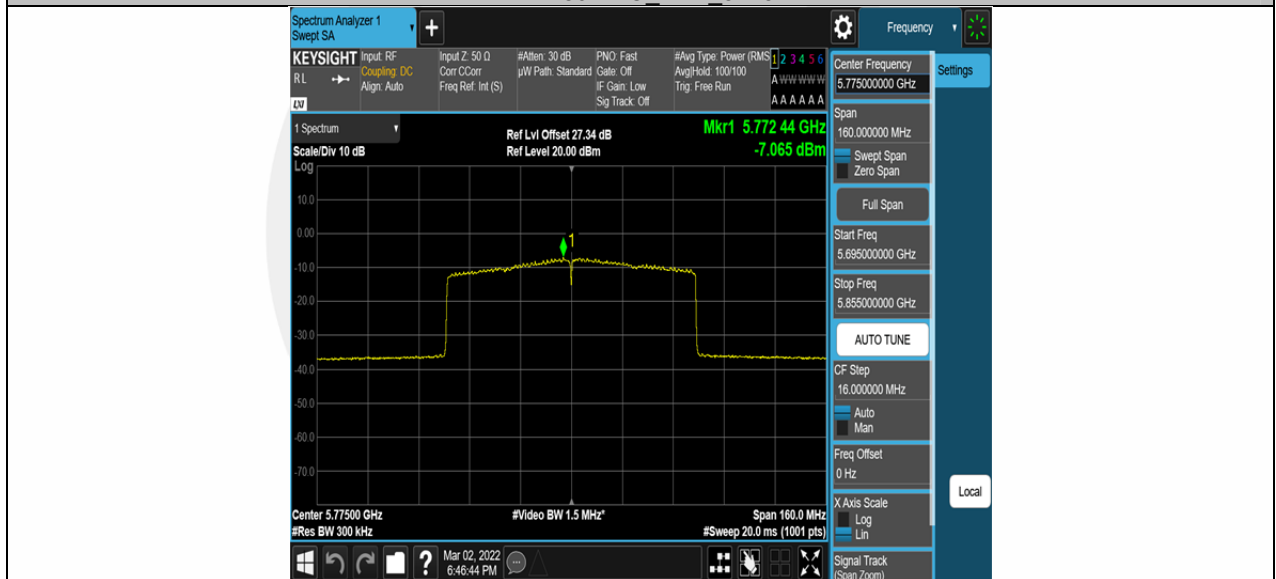 Spectrum Analyzer 1
Swept SA
+
Frequency
KEYSIGHT
RL
LXI
Input: RF
Coupling: DC
Align: Auto
Input Z: 50 Ω
Corr CCorr
Freq Ref: Int (S)
#Atten: 30 dB
µW Path: Standard
PNO: Fast
Gate: Off
IF Gain: Low
Sig Track: Off
#Avg Type: Power (RMS
Avg|Hold: 100/100
Trig: Free Run
1 2 3 4 5 6
A W W W W W
A A A A A A
1 Spectrum
Scale/Div 10 dB
Log
Ref Lvl Offset 27.34 dB
Ref Level 20.00 dBm
Mkr1 5.772 44 GHz
-7.065 dBm
10.0
0.00
-10.0
-20.0
-30.0
-40.0
-50.0
-60.0
-70.0
1
Center 5.77500 GHz
#Res BW 300 kHz
#Video BW 1.5 MHz*
Span 160.0 MHz
#Sweep 20.0 ms (1001 pts)
?
Mar 02, 2022
6:46:44 PM
Center Frequency
5.775000000 GHz
Span
160.000000 MHz
Swept Span
Zero Span
Full Span
Start Freq
5.695000000 GHz
Stop Freq
5.855000000 GHz
AUTO TUNE
CF Step
16.000000 MHz
Auto
Man
Freq Offset
0 Hz
X Axis Scale
Log
Lin
Signal Track
(Span Zoom)
Settings
Local